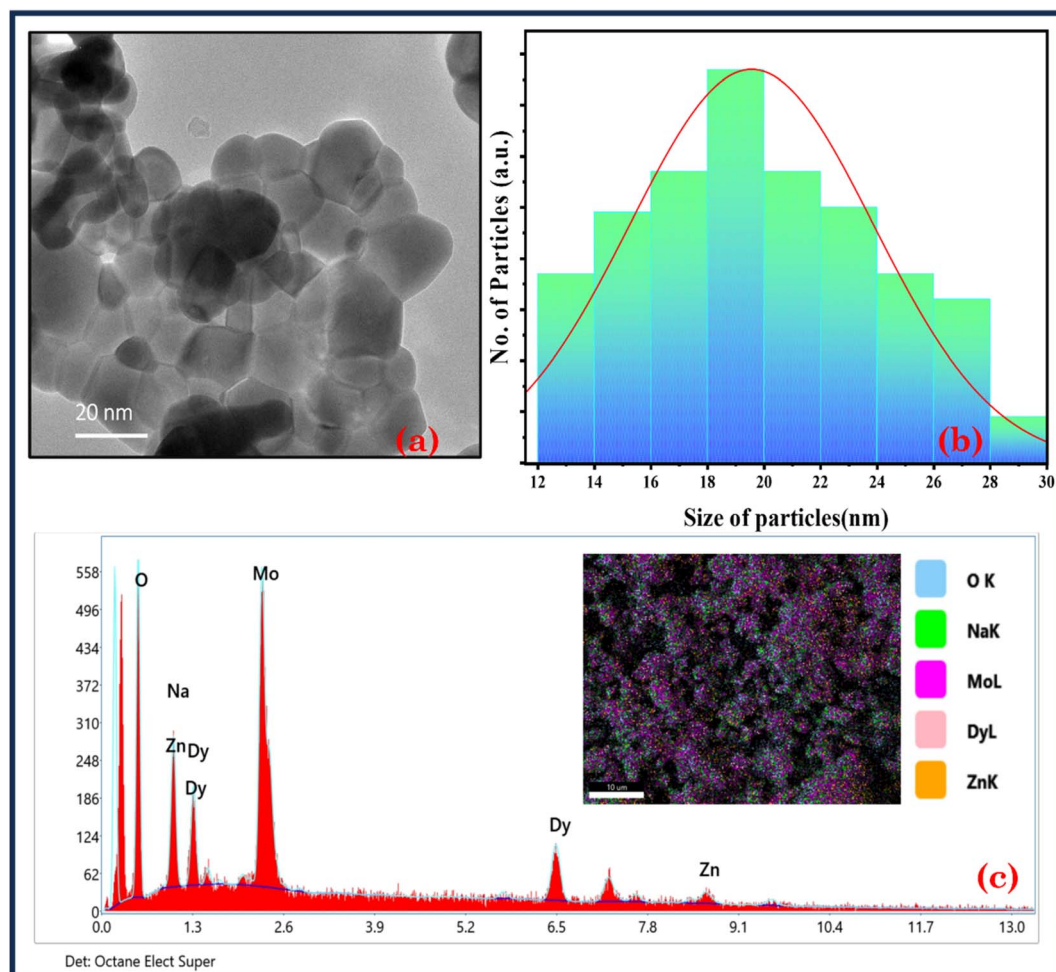 20 nm
(a)
No. of Particles (a.u.)
12 14 16 18 20 22 24 26 28 30
Size of particles(nm)
(b)
558
496
434
372
310
248
186
124
62
0
O
Na
Zn Dy
Dy
Mo
Dy
Zn
10 um
O K
NaK
MoL
DyL
ZnK
(c)
0.0 1.3 2.6 3.9 5.2 6.5 7.8 9.1 10.4 11.7 13.0
Det: Octane Elect Super